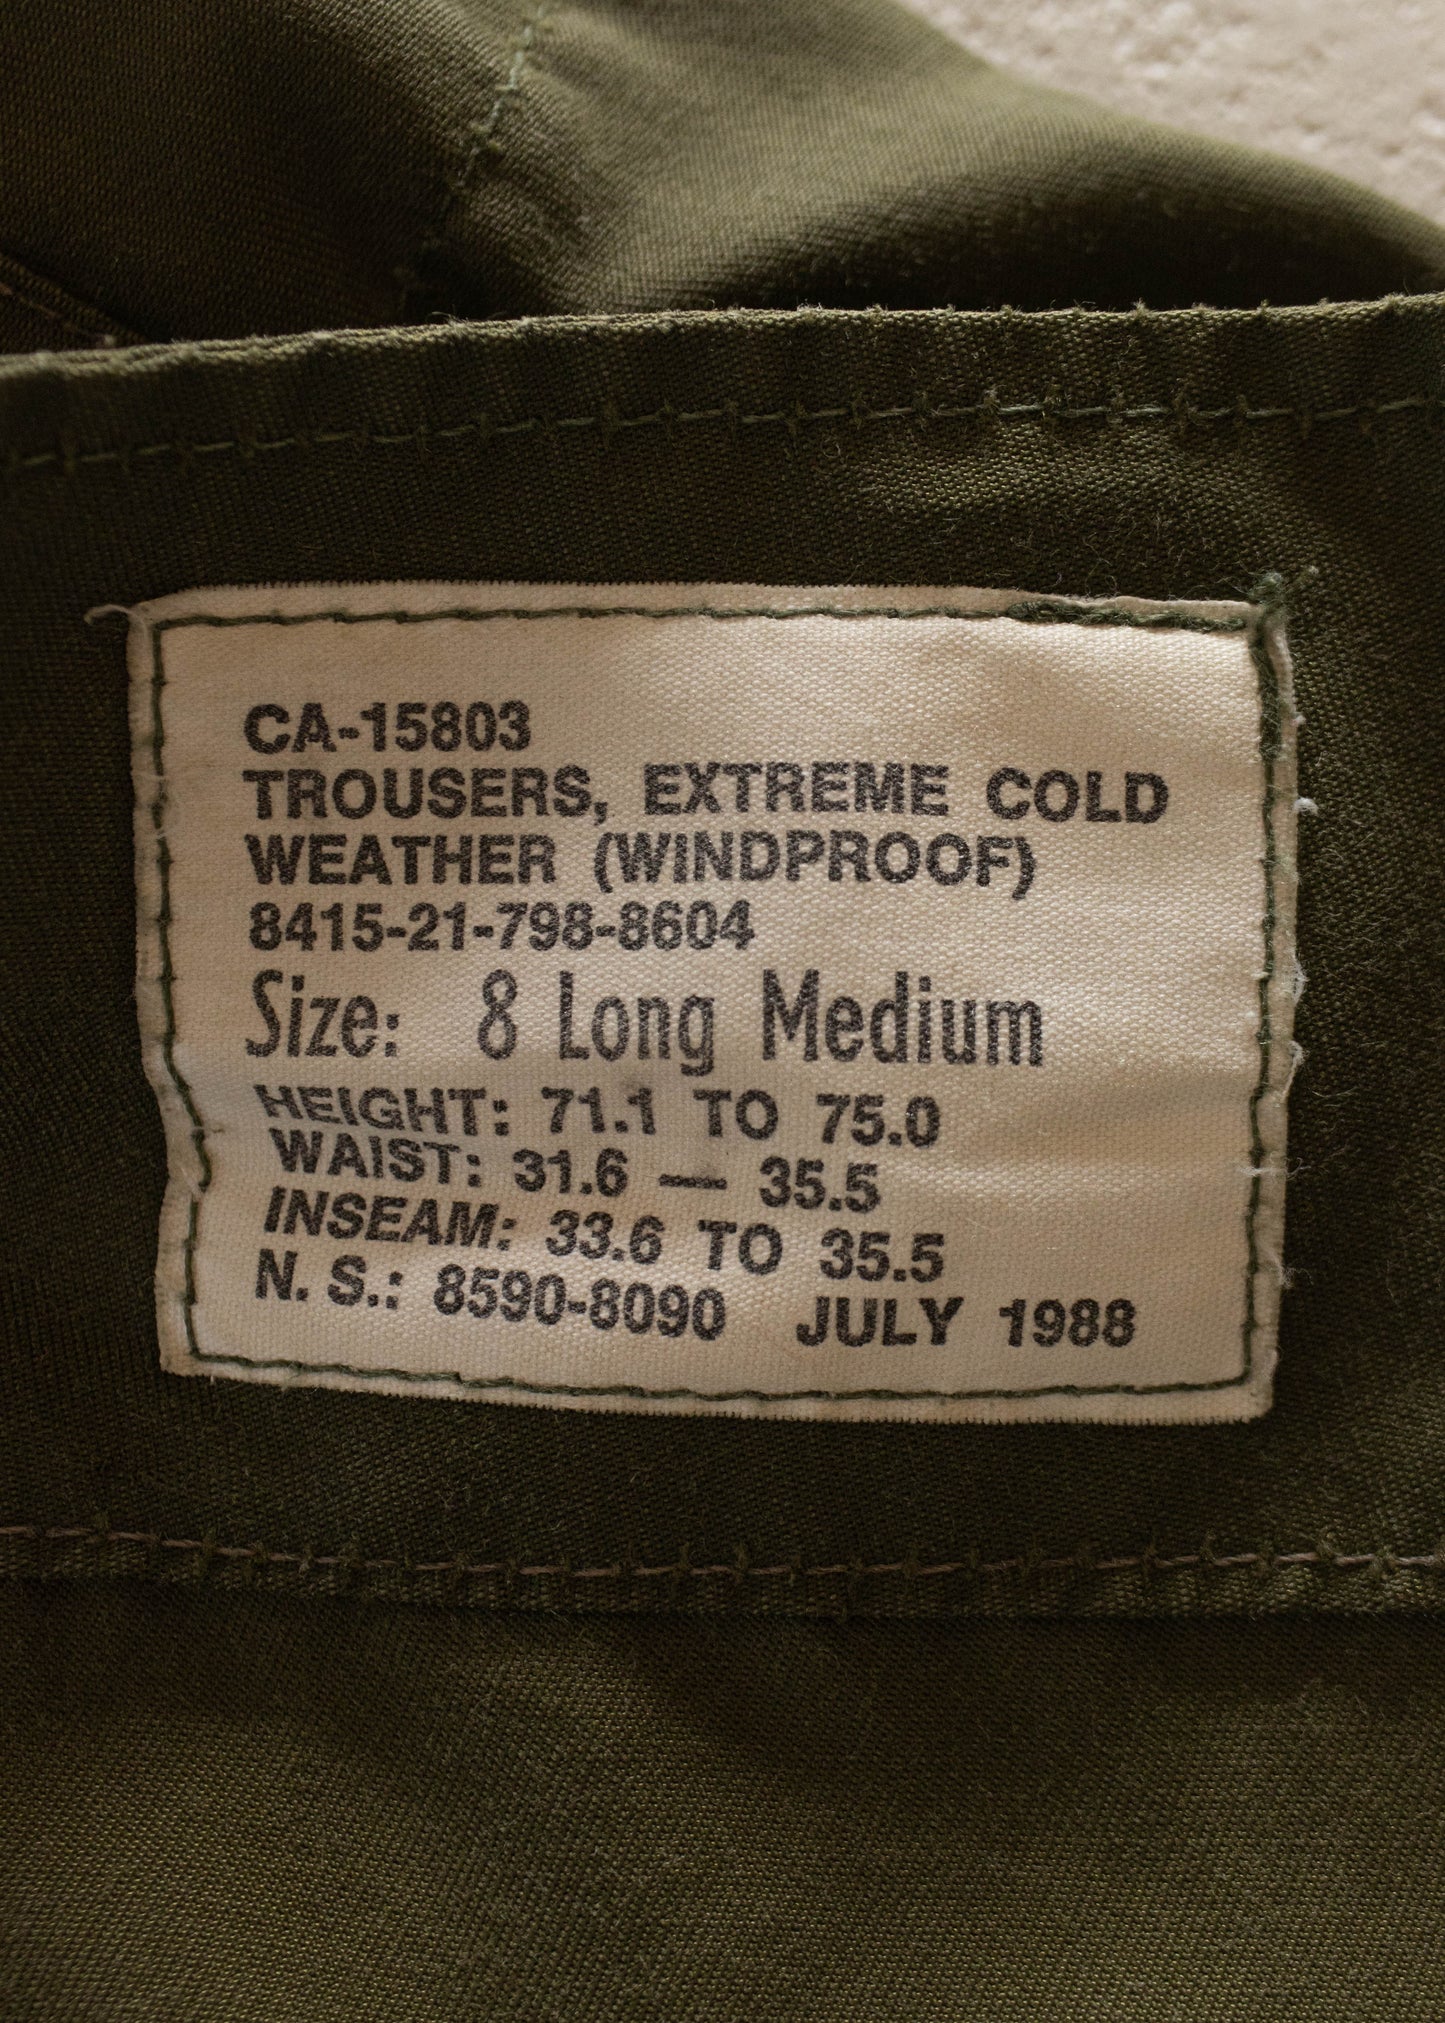 CA-15803
TROUSERS, EXTREME COLD
WEATHER (WINDPROOF)
8415-21-798-8604
Size: 8 Long Medium
HEIGHT: 71.1 TO 75.0
WAIST: 31.6 — 35.5
INSEAM: 33.6 TO 35.5
N. S.: 8590-8090 JULY 1988